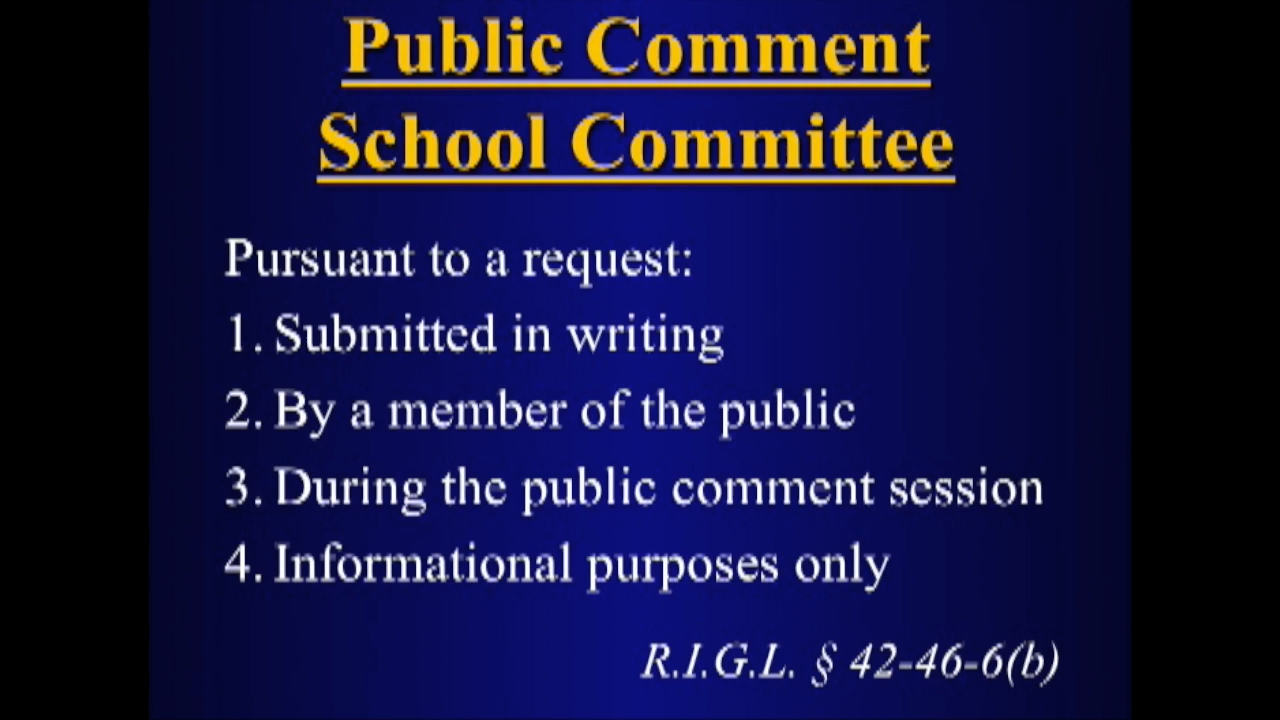 Public Comment
School Committee
Pursuant to a request:
1. Submitted in writing
2. By a member of the public
3. During the public comment session
4. Informational purposes only
R.I.G.L. § 42-46-6(b)